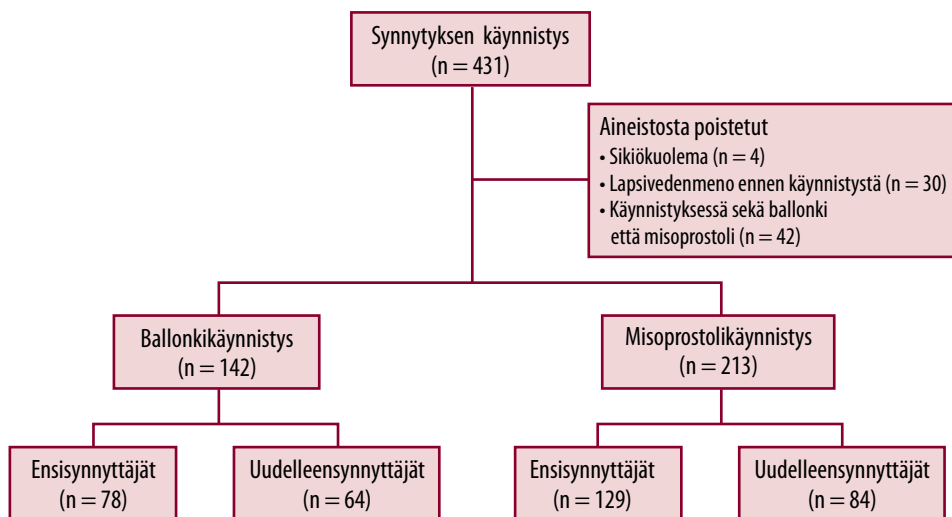 Synnytyksen käynnistys
(n = 431)
Aineistosta poistetut
• Sikiökuolema (n = 4)
• Lapsivedenmeno ennen käynnistystä (n = 30)
• Käynnistyksessä sekä ballonki
että misoprostoli (n = 42)
Ballonkikäynnistys
(n = 142)
Misoprostolikäynnistys
(n = 213)
Ensisynnyttäjät
(n = 78)
Uudelleensynnyttäjät
(n = 64)
Ensisynnyttäjät
(n = 129)
Uudelleensynnyttäjät
(n = 84)